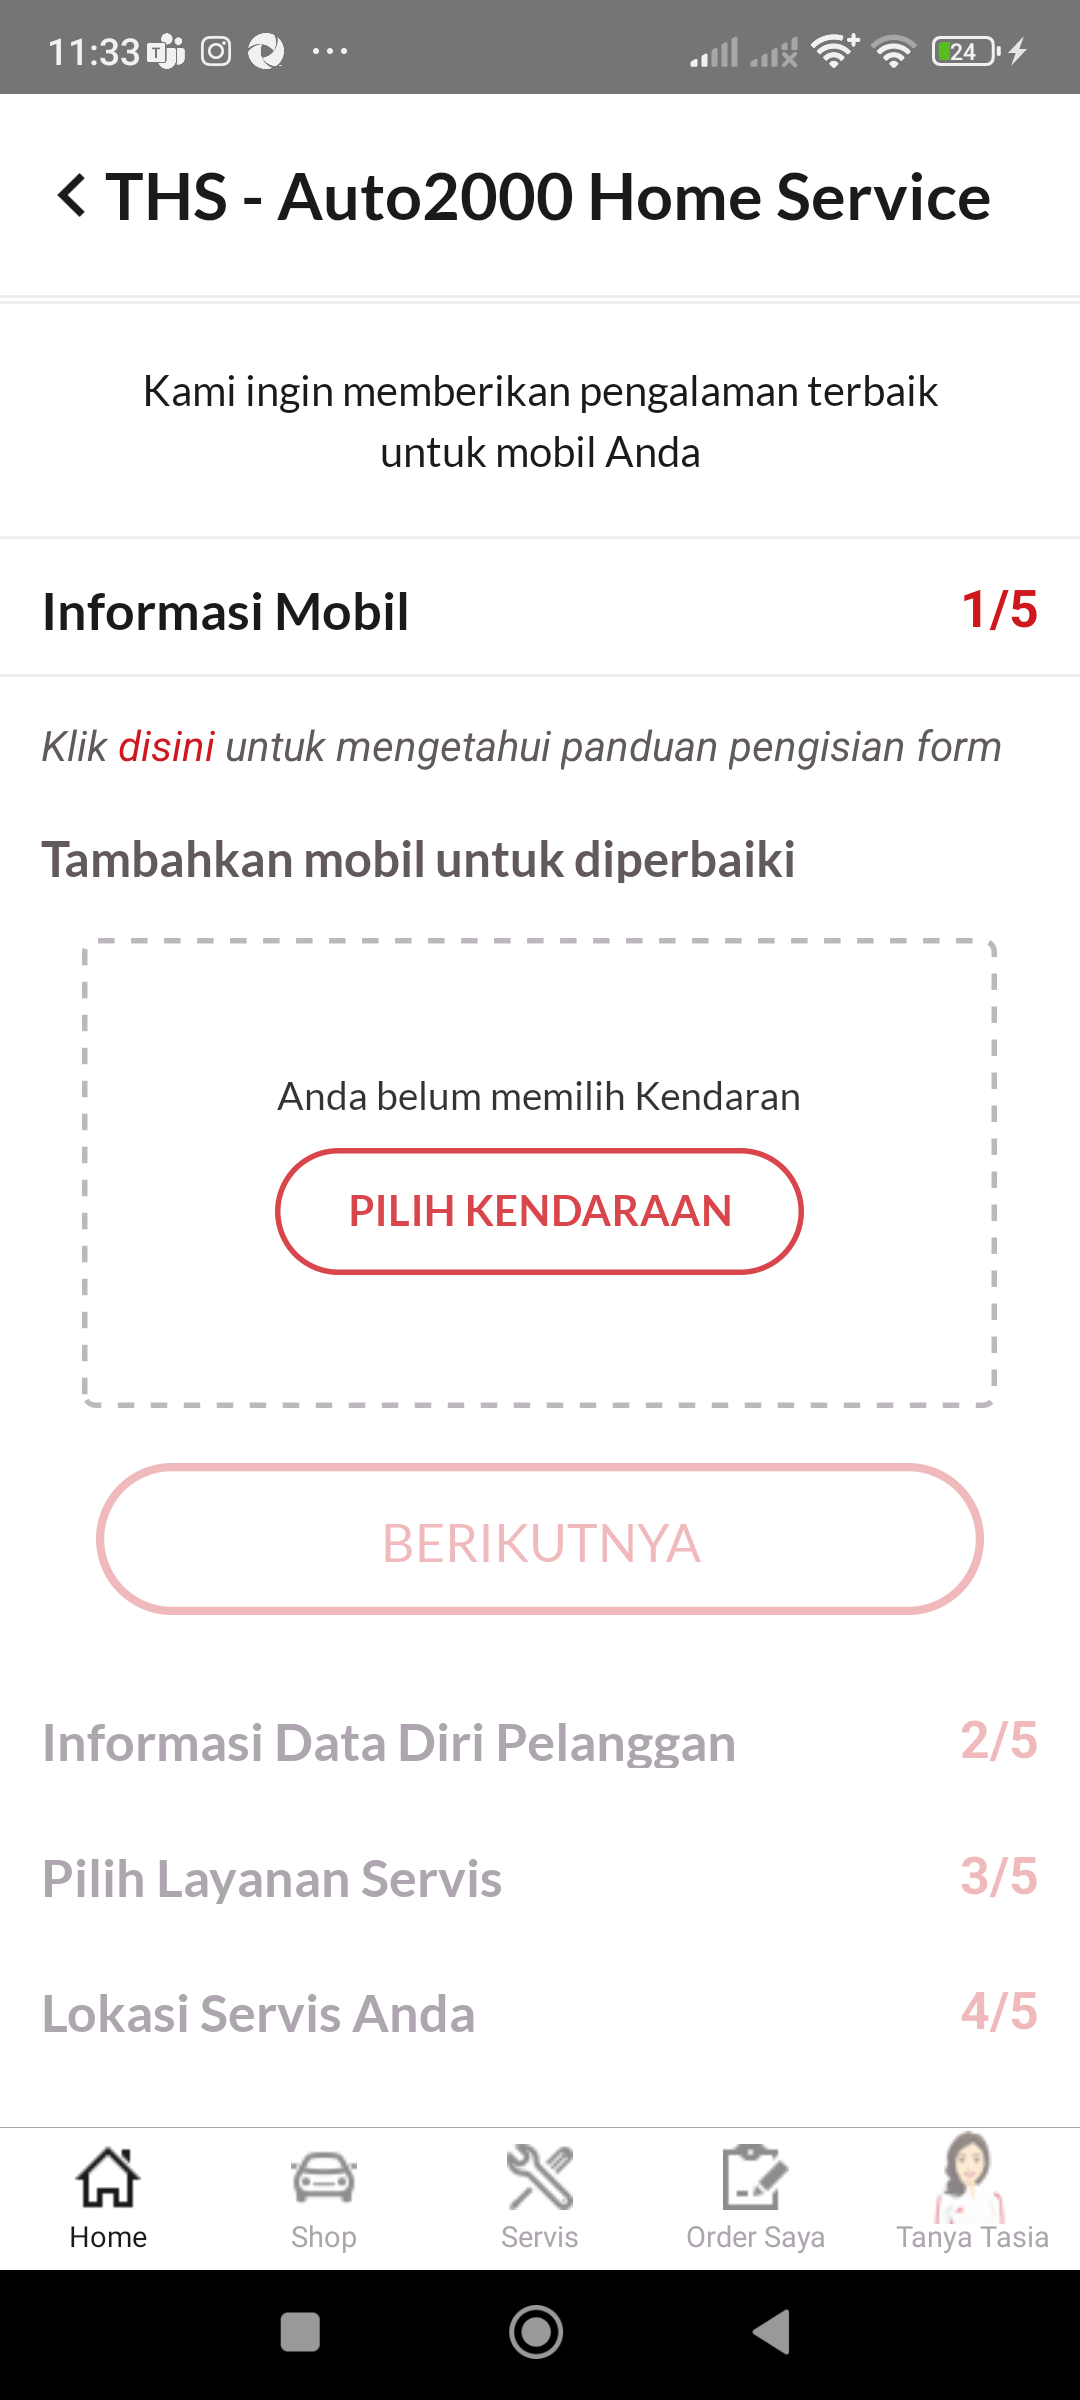 11:33
24
THS - Auto2000 Home Service
Kami ingin memberikan pengalaman terbaik
untuk mobil Anda
Informasi Mobil 1/5
Klik disini untuk mengetahui panduan pengisian form
Tambahkan mobil untuk diperbaiki
Anda belum memilih Kendaran
PILIH KENDARAAN
BERIKUTNYA
Informasi Data Diri Pelanggan 2/5
Pilih Layanan Servis 3/5
Lokasi Servis Anda 4/5
Home Shop Servis Order Saya Tanya Tasia